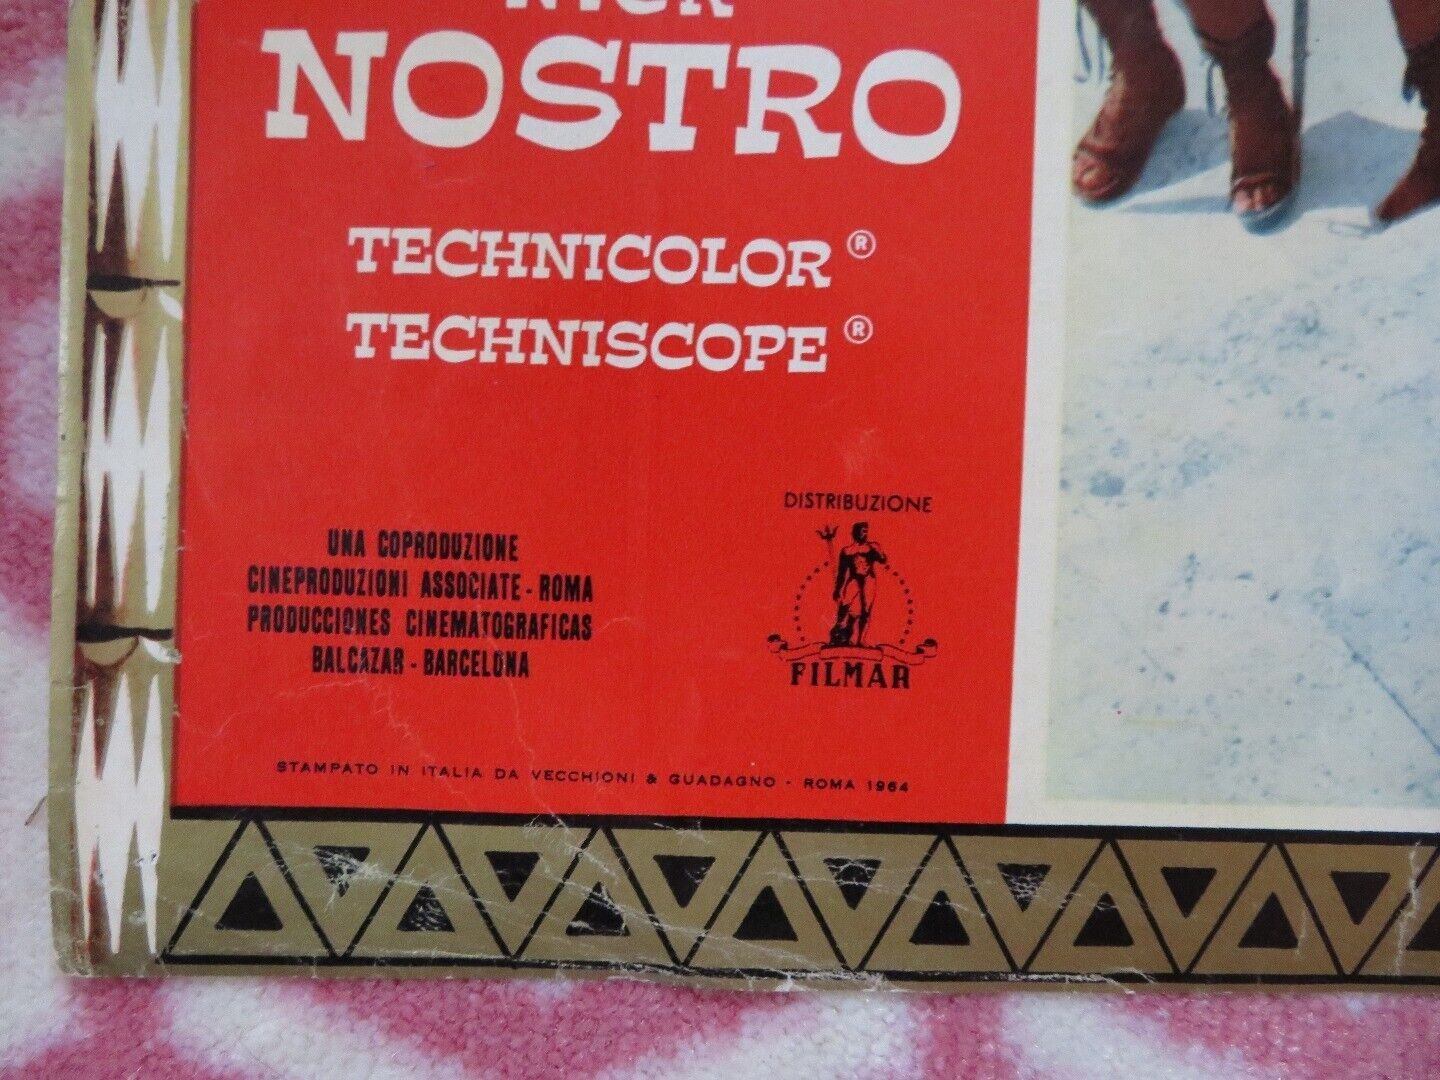 NICK
NOSTRO
TECHNICOLOR ®
TECHNISCOPE ®
UNA COPRODUZIONE
CINEPRODUZIONI ASSOCIATE - ROMA
PRODUCCIONES CINEMATOGRAFICAS
BALCAZAR - BARCELONA
DISTRIBUZIONE
FILMAR
STAMPATO IN ITALIA DA VECCHIONI & GUADAGNO - ROMA 1964